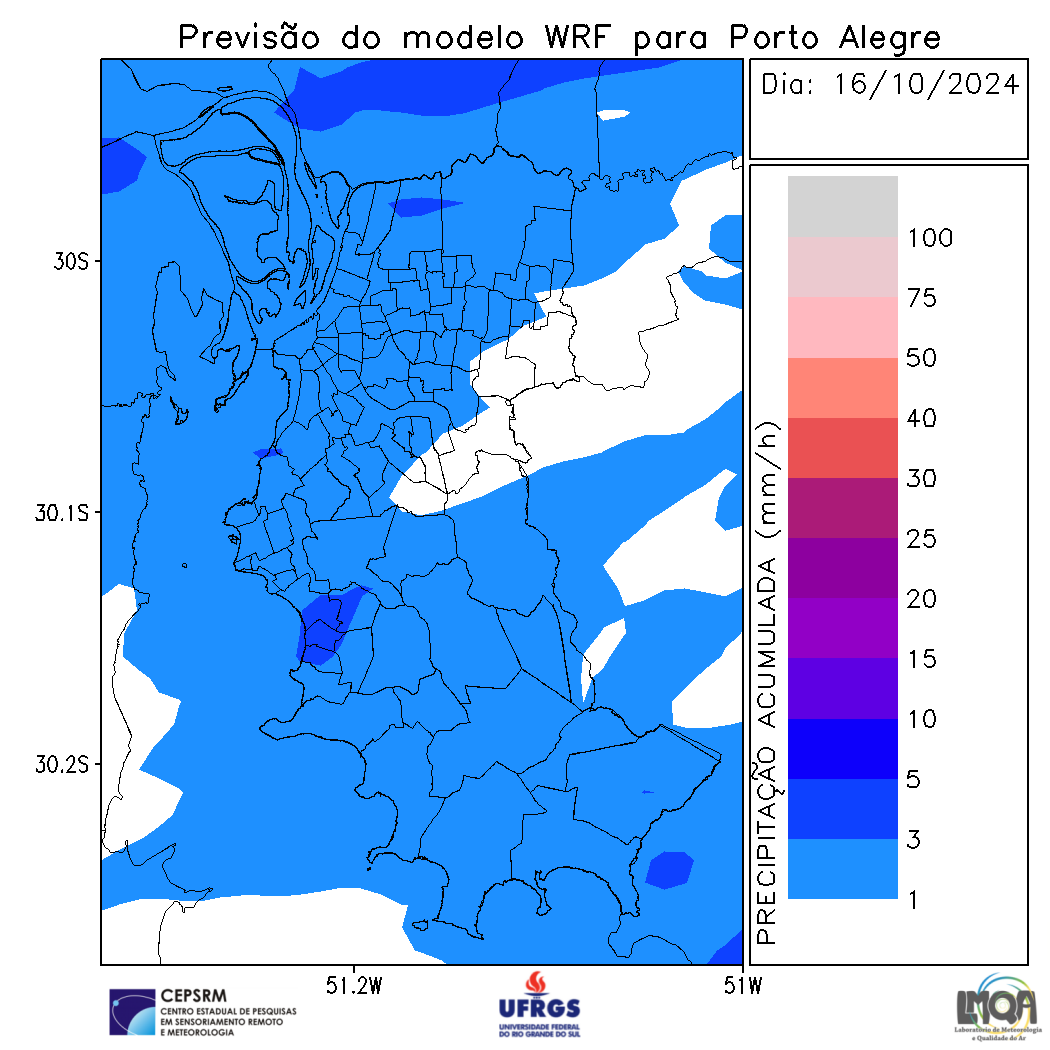 Previsão do modelo WRF para Porto Alegre
Dia: 16/10/2024
30S
30.1S
30.2S
51.2W
51W
PRECIPITAÇÃO ACUMULADA (mm/h)
100
75
50
40
30
25
20
15
10
5
3
1
CEPSRM
CENTRO ESTADUAL DE PESQUISAS
EM SENSORIAMENTO REMOTO
E METEOROLOGIA
UFRGS
UNIVERSIDADE FEDERAL
DO RIO GRANDE DO SUL
LMQA
Laboratório de Meteorologia
e Qualidade do Ar